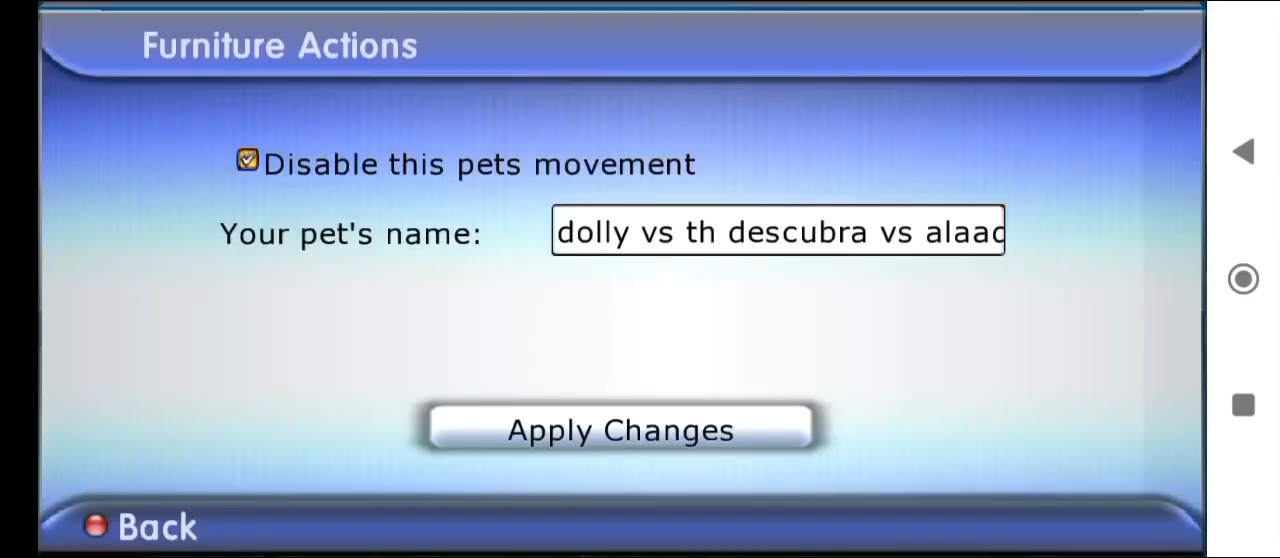 Furniture Actions
Disable this pets movement
Your pet's name: dolly vs th descubra vs alaac
Apply Changes
Back